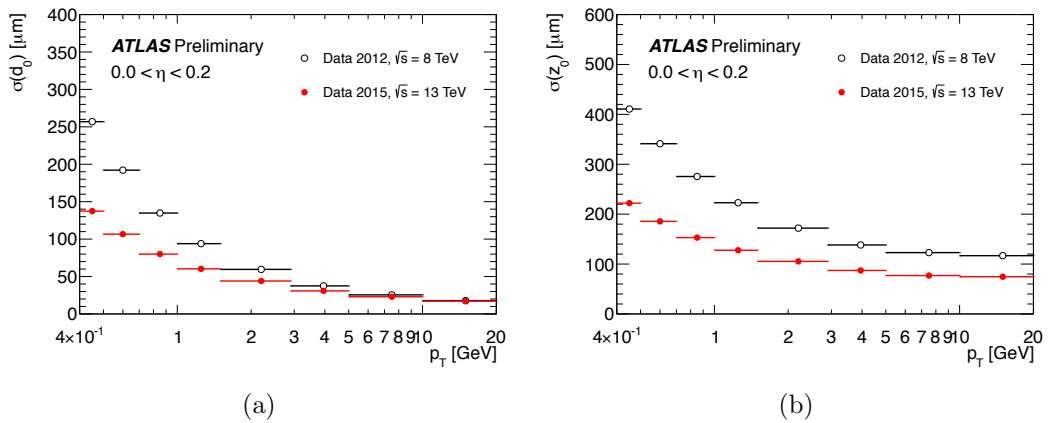 σ(d₀) [μm]
400
350
300
250
200
150
100
50
0
ATLAS Preliminary
0.0 < η < 0.2
Data 2012, √s = 8 TeV
Data 2015, √s = 13 TeV
4×10⁻¹ 1 2 3 4 5 6 7 8 9 10 20
p_T [GeV]
(a)
σ(z₀) [μm]
600
500
400
300
200
100
0
ATLAS Preliminary
0.0 < η < 0.2
Data 2012, √s = 8 TeV
Data 2015, √s = 13 TeV
4×10⁻¹ 1 2 3 4 5 6 7 8 9 10 20
p_T [GeV]
(b)